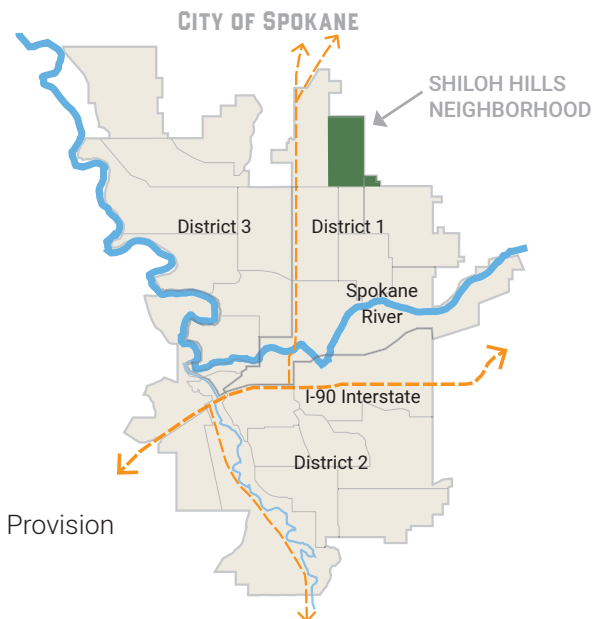 CITY OF SPOKANE
SHILOH HILLS
NEIGHBORHOOD
District 3
District 1
Spokane
River
I-90 Interstate
District 2
Provision